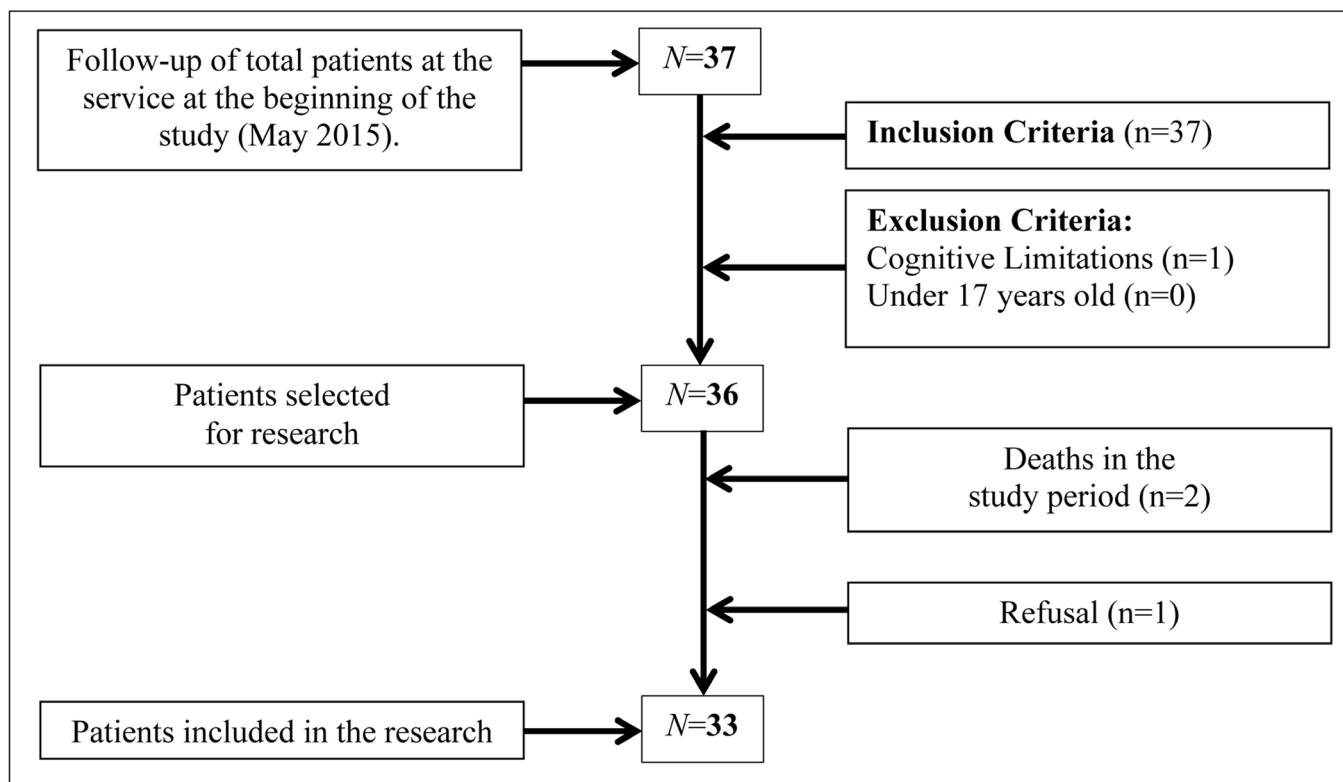 Follow-up of total patients at the
service at the beginning of the
study (May 2015).
N=37
Inclusion Criteria (n=37)
Exclusion Criteria:
Cognitive Limitations (n=1)
Under 17 years old (n=0)
Patients selected
for research
N=36
Deaths in the
study period (n=2)
Refusal (n=1)
Patients included in the research
N=33